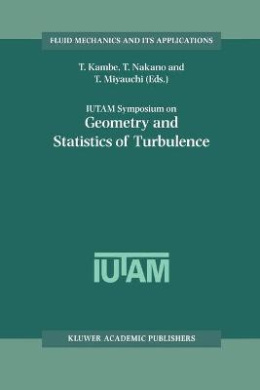 FLUID MECHANICS AND ITS APPLICATIONS
T. Kambe, T. Nakano and
T. Miyauchi (Eds.)
IUTAM Symposium on
Geometry and
Statistics of Turbulence
IUTAM
KLUWER ACADEMIC PUBLISHERS